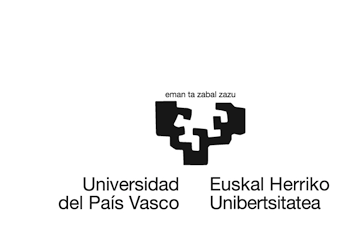 eman ta zabal zazu
Universidad
del País Vasco
Euskal Herriko
Unibertsitatea